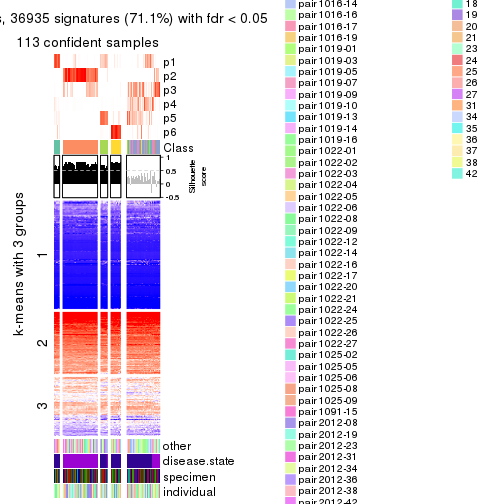 s, 36935 signatures (71.1%) with fdr < 0.05
113 confident samples
p1
p2
p3
p4
p5
p6
Class
1
0.5
0
-0.5
Silhouette
score
k-means with 3 groups
1
2
3
other
disease.state
specimen
individual
pair1016-14
pair1016-16
pair1016-17
pair1016-19
pair1019-01
pair1019-03
pair1019-05
pair1019-07
pair1019-09
pair1019-10
pair1019-13
pair1019-14
pair1019-16
pair1022-01
pair1022-02
pair1022-03
pair1022-04
pair1022-05
pair1022-06
pair1022-08
pair1022-09
pair1022-12
pair1022-14
pair1022-16
pair1022-17
pair1022-20
pair1022-21
pair1022-24
pair1022-25
pair1022-26
pair1022-27
pair1025-02
pair1025-05
pair1025-06
pair1025-08
pair1025-09
pair1091-15
pair2012-08
pair2012-19
pair2012-23
pair2012-31
pair2012-34
pair2012-36
pair2012-38
pair2012-42
18
19
20
21
23
24
25
26
27
31
34
35
36
37
38
42